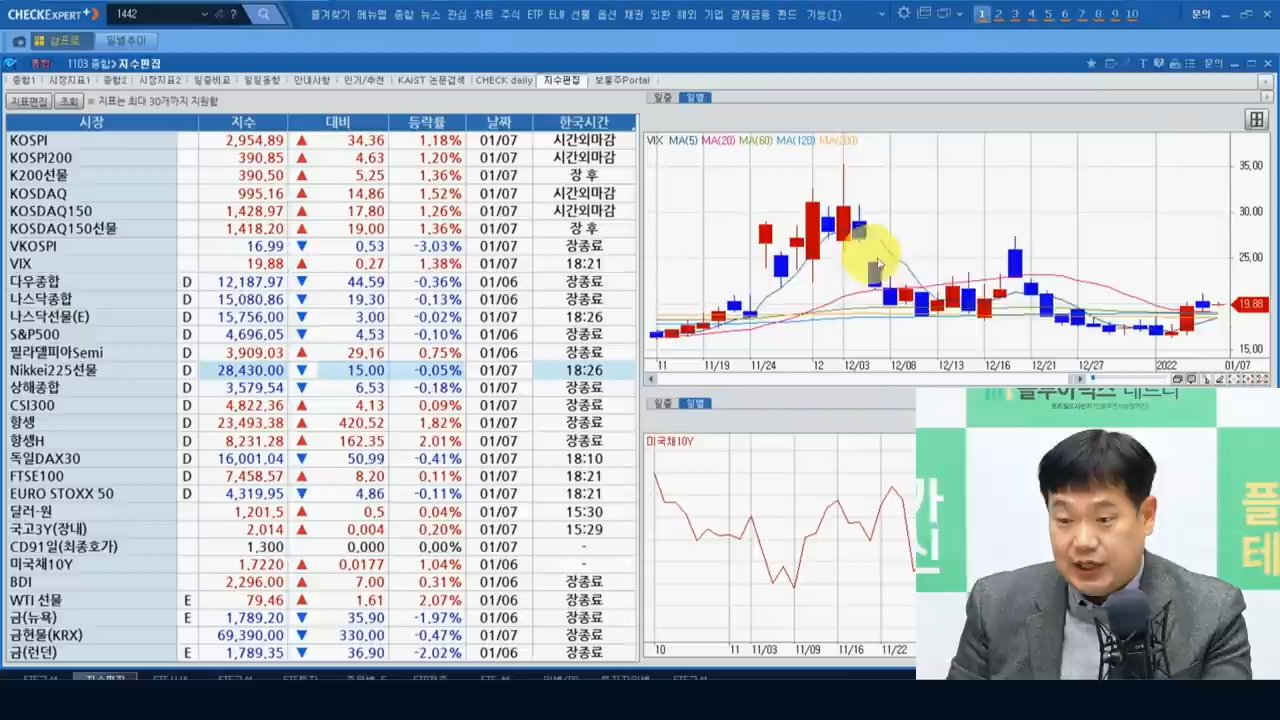 CHECKEXPERT+ 1442 즐겨찾기 메뉴맵 종합 뉴스 관심 차트 주식 ETP ELW 선물 옵션 채권 외환 해외 기업 경제금융 펀드 기능(I) 1 2 3 4 5 6 7 8 9 10 문의
삼프로 일별추이
종합 1103 종합>지수편집 문의
종합1 시장지표1 종합2 시장지표2 일중비교 일일동향 안내사항 인기/추천 KAIST 논문검색 CHECK daily 지수편집 보통주Portal
지표편집 조회 지표는 최대 30개까지 지원함
시장 지수 대비 등락률 날짜 한국시간
KOSPI 2,954.89 ▲ 34.36 1.18% 01/07 시간외마감
KOSPI200 390.85 ▲ 4.63 1.20% 01/07 시간외마감
K200선물 390.50 ▲ 5.25 1.36% 01/07 장 후
KOSDAQ 995.16 ▲ 14.86 1.52% 01/07 시간외마감
KOSDAQ150 1,428.97 ▲ 17.80 1.26% 01/07 시간외마감
KOSDAQ150선물 1,418.20 ▲ 19.00 1.36% 01/07 장 후
VKOSPI 16.99 ▼ 0.53 -3.03% 01/07 장종료
VIX 19.88 ▲ 0.27 1.38% 01/07 18:21
다우종합 D 12,187.97 ▼ 44.59 -0.36% 01/06 장종료
나스닥종합 D 15,080.86 ▼ 19.30 -0.13% 01/06 장종료
나스닥선물(E) D 15,756.00 ▼ 3.00 -0.02% 01/07 18:26
S&P500 D 4,696.05 ▼ 4.53 -0.10% 01/06 장종료
필라델피아Semi D 3,909.03 ▲ 29.16 0.75% 01/06 장종료
Nikkei225선물 D 28,430.00 ▼ 15.00 -0.05% 01/07 18:26
상해종합 D 3,579.54 ▼ 6.53 -0.18% 01/07 장종료
CSI300 D 4,822.36 ▲ 4.13 0.09% 01/07 장종료
항생 D 23,493.38 ▲ 420.52 1.82% 01/07 장종료
항생H D 8,231.28 ▲ 162.35 2.01% 01/07 장종료
독일DAX30 D 16,001.04 ▼ 50.99 -0.41% 01/07 18:10
FTSE100 D 7,458.57 ▲ 8.20 0.11% 01/07 18:21
EURO STOXX 50 D 4,319.95 ▼ 4.86 -0.11% 01/07 18:21
달러-원 1,201.5 ▲ 0.5 0.04% 01/07 15:30
국고3Y(장내) 2,014 ▲ 0.004 0.20% 01/07 15:29
CD91일(최종호가) 1,300 0.000 0.00% 01/07 -
미국채10Y 1.7220 ▲ 0.0177 1.04% 01/06 -
BDI 2,296.00 ▲ 7.00 0.31% 01/06 장종료
WTI 선물 E 79.46 ▲ 1.61 2.07% 01/06 장종료
금(뉴욕) E 1,789.20 ▼ 35.90 -1.97% 01/06 장종료
금현물(KRX) 69,390.00 ▼ 330.00 -0.47% 01/07 장종료
금(런던) E 1,789.35 ▼ 36.90 -2.02% 01/06 장종료
일중 일별
VIX MA(5) MA(20) MA(60) MA(120) MA(200)
35.00
30.00
25.00
19.88
15.00
11 11/19 11/24 12 12/03 12/08 12/13 12/16 12/21 12/27 2022 01/07
일중 일별
미국채10Y
10 11 11/03 11/09 11/16 11/22
플
테
신
지수편집